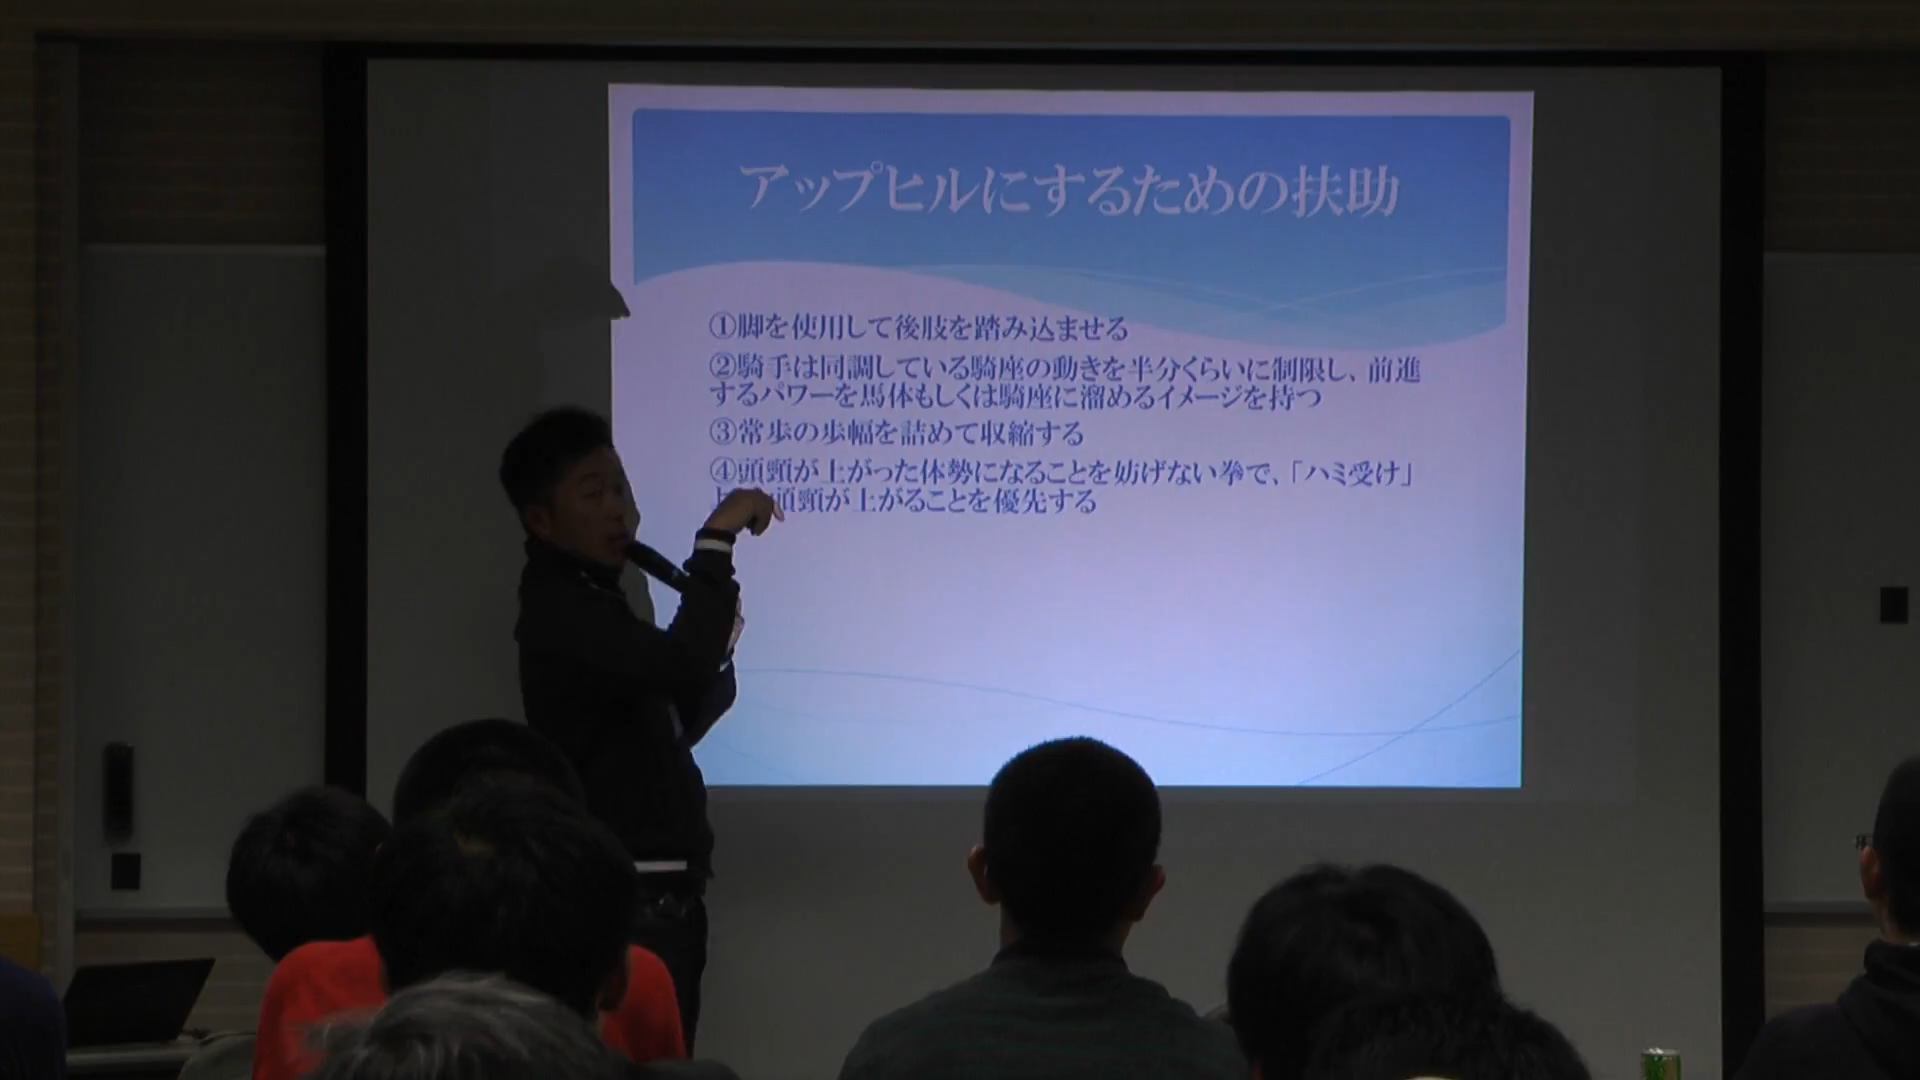 アップヒルにするための扶助
①脚を使用して後肢を踏み込ませる
②騎手は同調している騎座の動きを半分くらいに制限し、前進
するパワーを馬体もしくは騎座に溜めるイメージを持つ
③常歩の歩幅を詰めて収縮する
④頭頸が上がった体勢になることを妨げない拳で、「ハミ受け」
頭頸が上がることを優先する